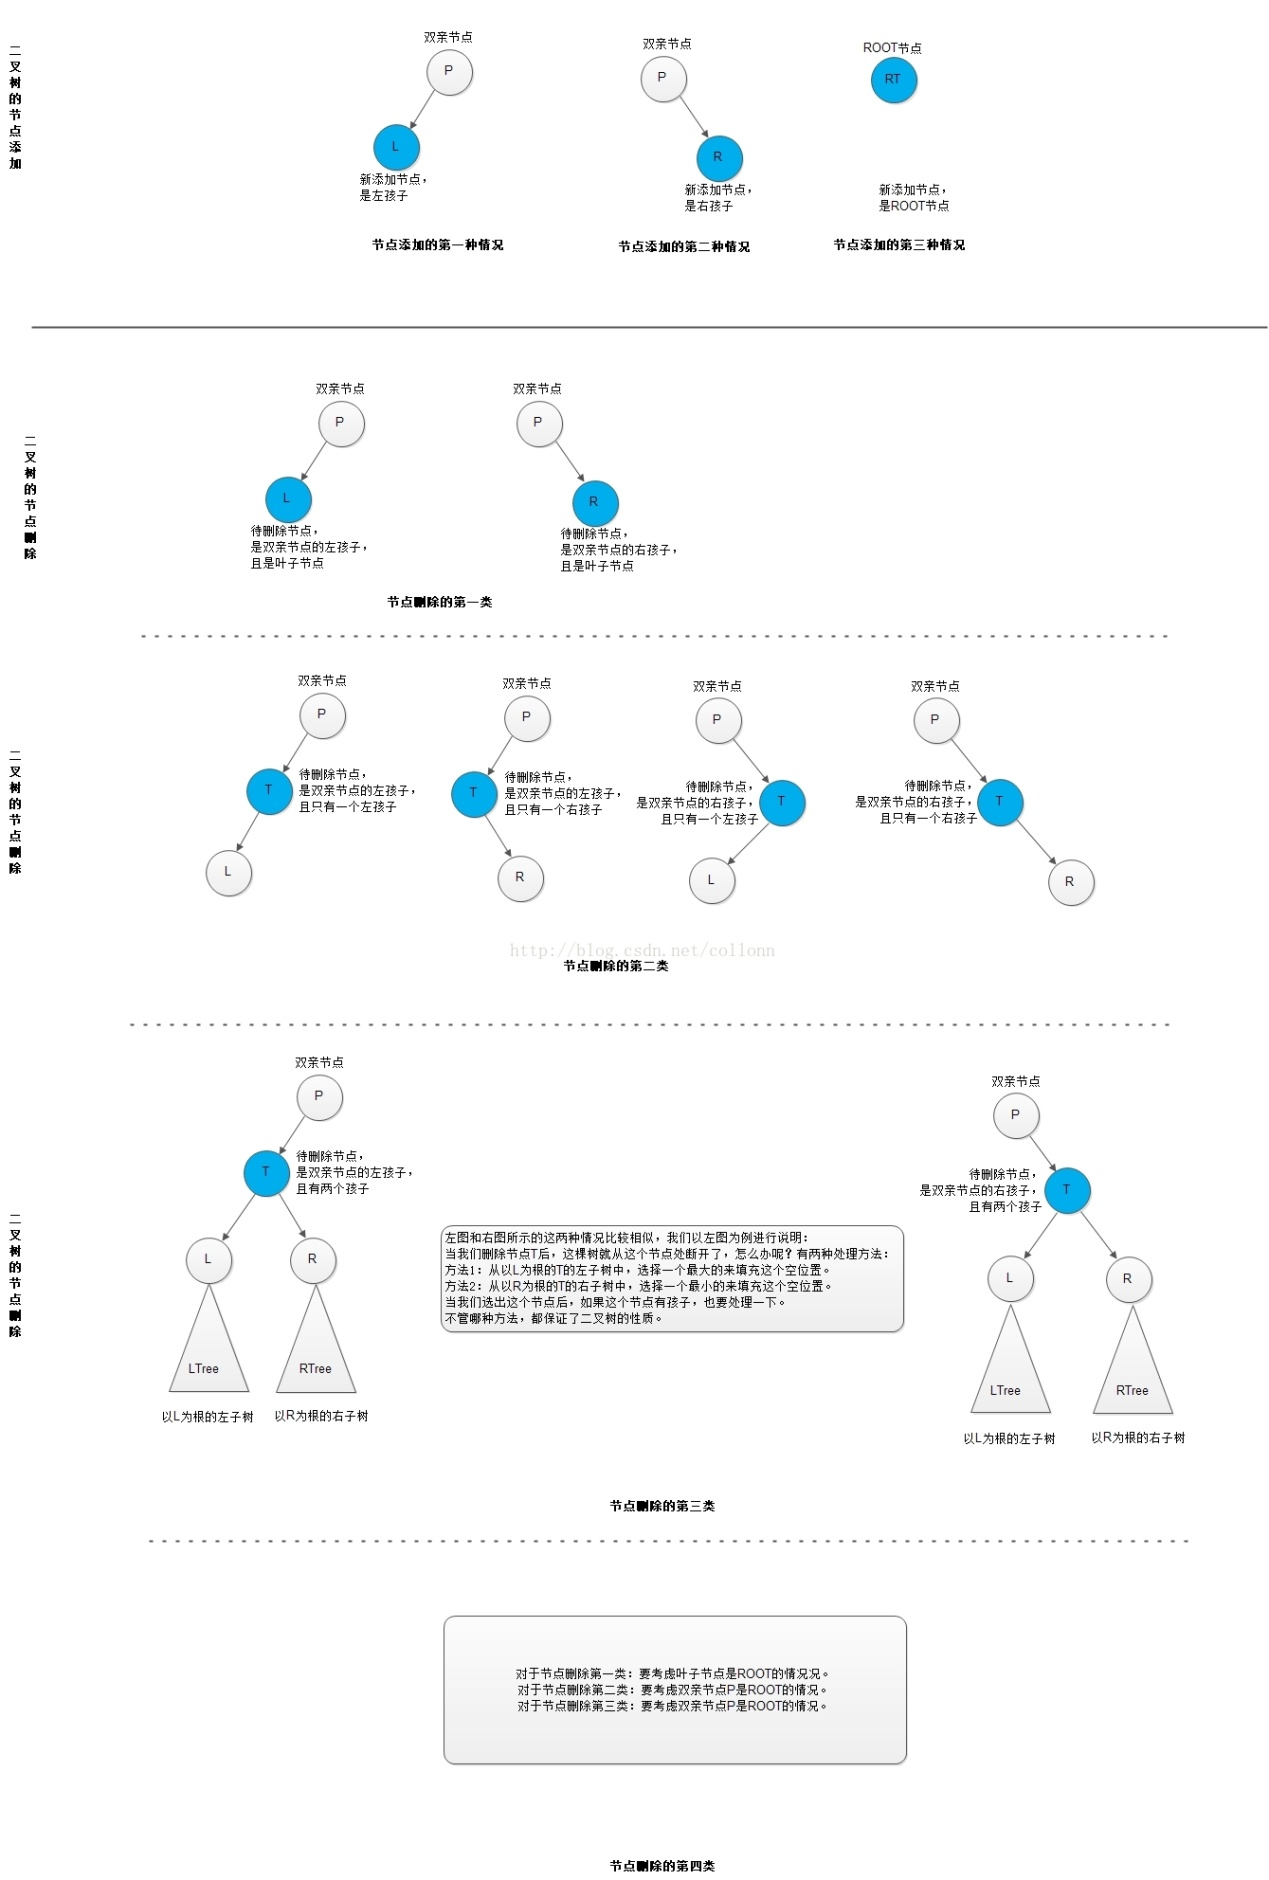 二叉树的节点添加
双亲节点
P
L
新添加节点，
是左孩子
节点添加的第一种情况
双亲节点
P
R
新添加节点，
是右孩子
节点添加的第二种情况
ROOT节点
RT
新添加节点，
是ROOT节点
节点添加的第三种情况
二叉树的节点删除
双亲节点
P
L
待删除节点，
是双亲节点的左孩子，
且是叶子节点
双亲节点
P
R
待删除节点，
是双亲节点的右孩子，
且是叶子节点
节点删除的第一类
二叉树的节点删除
双亲节点
P
T
待删除节点，
是双亲节点的左孩子，
且只有一个左孩子
L
双亲节点
P
T
待删除节点，
是双亲节点的左孩子，
且只有一个右孩子
R
双亲节点
P
待删除节点，
是双亲节点的右孩子，
且只有一个左孩子
T
L
双亲节点
P
待删除节点，
是双亲节点的右孩子，
且只有一个右孩子
T
R
http://blog.csdn.net/collonn
节点删除的第二类
二叉树的节点删除
双亲节点
P
T
待删除节点，
是双亲节点的左孩子，
且有两个孩子
L
R
LTree
RTree
以L为根的左子树
以R为根的右子树
左图和右图所示的这两种情况比较相似，我们以左图为例进行说明：
当我们删除节点T后，这棵树就从这个节点处断开了，怎么办呢？有两种处理方法：
方法1：从以L为根的T的左子树中，选择一个最大的来填充这个空位置。
方法2：从以R为根的T的右子树中，选择一个最小的来填充这个空位置。
当我们选出这个节点后，如果这个节点有孩子，也要处理一下。
不管哪种方法，都保证了二叉树的性质。
双亲节点
P
待删除节点，
是双亲节点的右孩子，
且有两个孩子
T
L
R
LTree
RTree
以L为根的左子树
以R为根的右子树
节点删除的第三类
对于节点删除第一类：要考虑叶子节点是ROOT的情况况。
对于节点删除第二类：要考虑双亲节点P是ROOT的情况。
对于节点删除第三类：要考虑双亲节点P是ROOT的情况。
节点删除的第四类